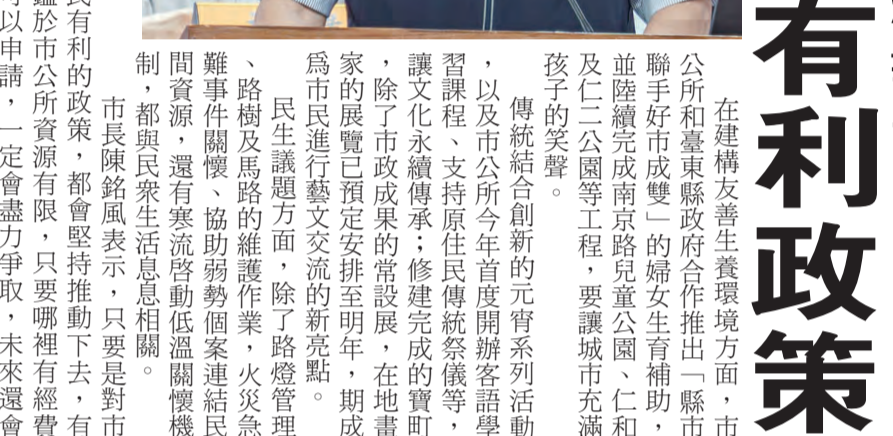 有利政策
在建構友善生養環境方面，市
公所和臺東縣政府合作推出「縣市
聯手好市成雙」的婦女生育補助，
並陸續完成南京路兒童公園、仁和
及仁二公園等工程，要讓城市充滿
孩子的笑聲。
傳統結合創新的元宵系列活動
，以及市公所今年首度開辦客語學
習課程、支持原住民傳統祭儀等，
讓文化永續傳承；修建完成的寶町
，除了市政成果的常設展，在地畫
家的展覽已預定安排至明年，期成
為市民進行藝文交流的新亮點。
民生議題方面，除了路燈管理
、路樹及馬路的維護作業，火災急
難事件關懷、協助弱勢個案連結民
間資源，還有寒流啓動低溫關懷機
制，都與民衆生活息息相關。
市長陳銘風表示，只要是對市
民有利的政策，都會堅持推動下去，有
鑑於市公所資源有限，只要哪裡有經費
可以申請，一定會盡力爭取，未來還會